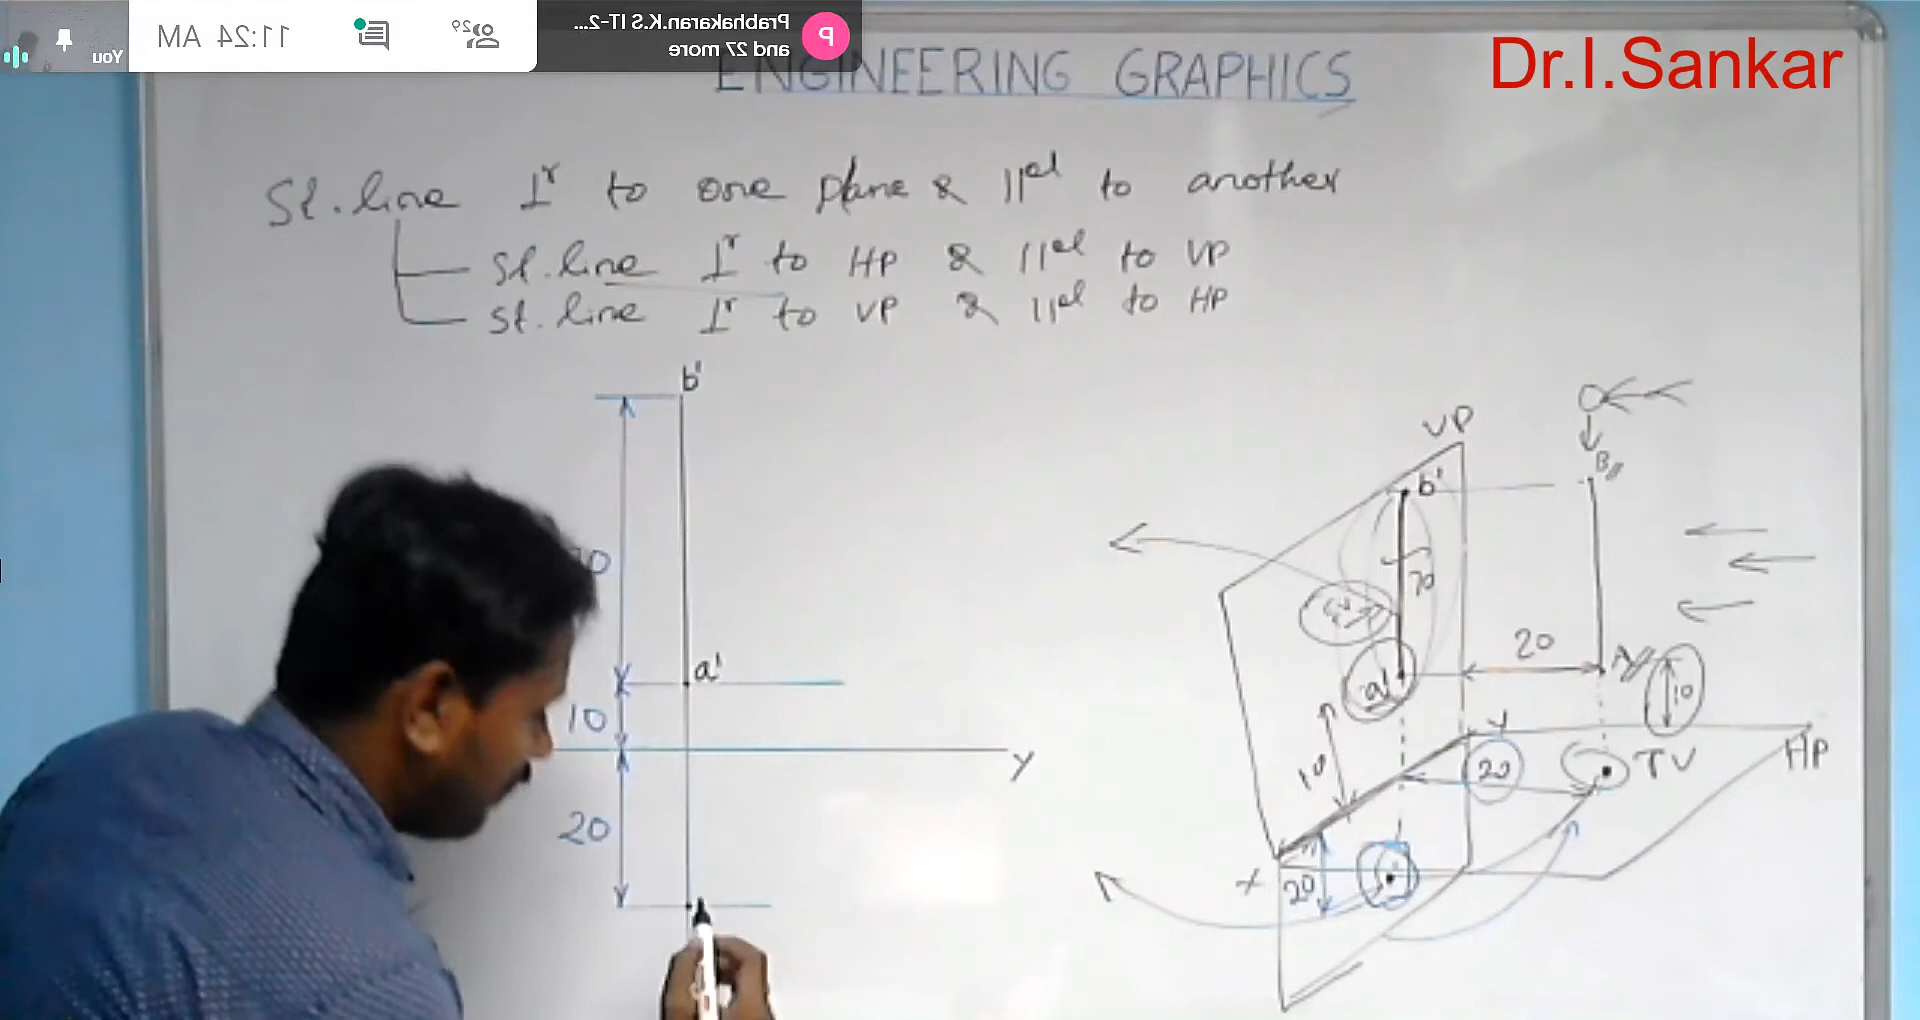 You
11:24 AM
29
Prabhakaran.K.S IT-2...
and 27 more
P
Dr.I.Sankar
ENGINEERING GRAPHICS
St. line ⊥r to one plane & ||el to another
St. line ⊥r to HP & ||el to VP
St. line ⊥r to VP & ||el to HP
b'
a'
10
Y
20
VP
B
b'
70
20
A
10
a'
Y
10
20
TV
HP
X
20